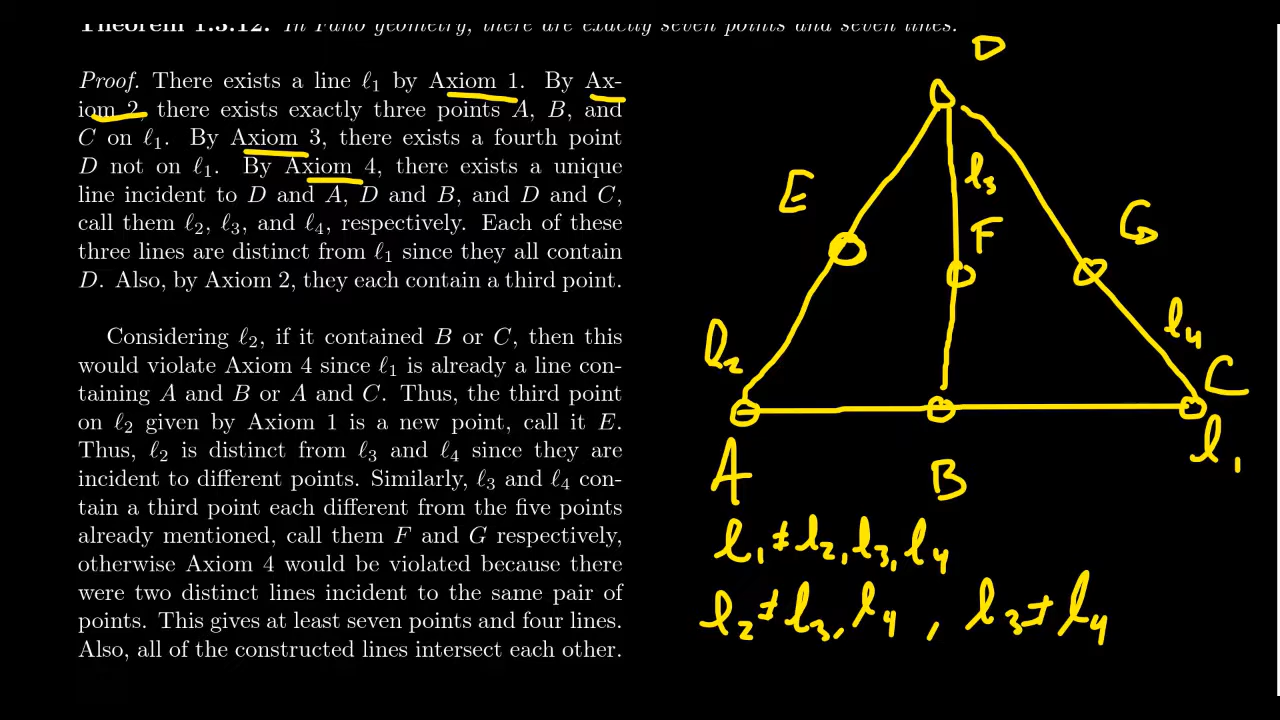 Theorem 1.3.12. In Fano geometry, there are exactly seven points and seven lines.
Proof. There exists a line ℓ₁ by Axiom 1. By Ax-
iom 2, there exists exactly three points A, B, and
C on ℓ₁. By Axiom 3, there exists a fourth point
D not on ℓ₁. By Axiom 4, there exists a unique
line incident to D and A, D and B, and D and C,
call them ℓ₂, ℓ₃, and ℓ₄, respectively. Each of these
three lines are distinct from ℓ₁ since they all contain
D. Also, by Axiom 2, they each contain a third point.
Considering ℓ₂, if it contained B or C, then this
would violate Axiom 4 since ℓ₁ is already a line con-
taining A and B or A and C. Thus, the third point
on ℓ₂ given by Axiom 1 is a new point, call it E.
Thus, ℓ₂ is distinct from ℓ₃ and ℓ₄ since they are
incident to different points. Similarly, ℓ₃ and ℓ₄ con-
tain a third point each different from the five points
already mentioned, call them F and G respectively,
otherwise Axiom 4 would be violated because there
were two distinct lines incident to the same pair of
points. This gives at least seven points and four lines.
Also, all of the constructed lines intersect each other.
D
E
ℓ₃
F
G
ℓ₂
ℓ₄
C
A
B
ℓ₁
ℓ₁ ≠ ℓ₂, ℓ₃, ℓ₄
ℓ₂ ≠ ℓ₃, ℓ₄ , ℓ₃ ≠ ℓ₄